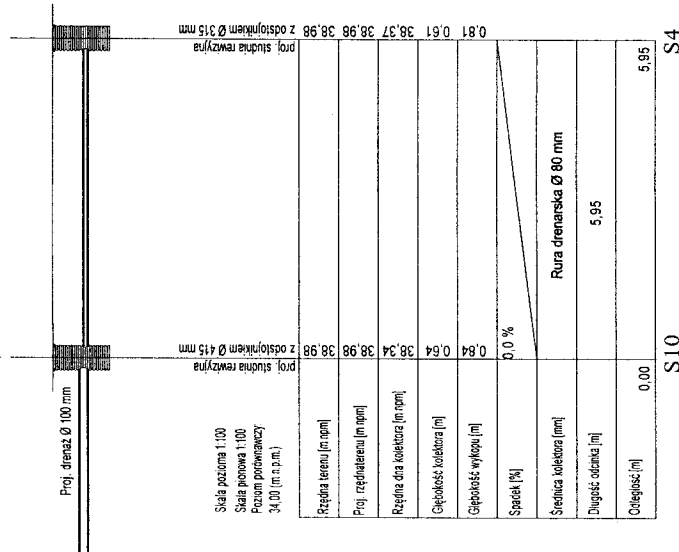 Proj. drenaż Ø 100 mm
Skala pozioma 1:100
Skala pionowa 1:100
Poziom porównawczy:
34,00 (m n.p.m.)
proj. studnia rewizyjna
z odstojnikiem Ø 415 mm
proj. studnia rewizyjna
z odstojnikiem Ø 315 mm
Rzędna terenu [m npm] 38,98 38,98
Proj. rzędnaterenu [m npm] 38,98 38,98
Rzędna dna kolektora [m npm] 38,34 38,37
Głębokość kolektora [m] 0,64 0,61
Głębokość wykopu [m] 0,84 0,81
Spadek [%] 0,0 %
Średnica kolektora [mm] Rura drenarska Ø 80 mm
Długość odcinka [m] 5,95
Odległość [m] 0,00 5,95
S10 S4